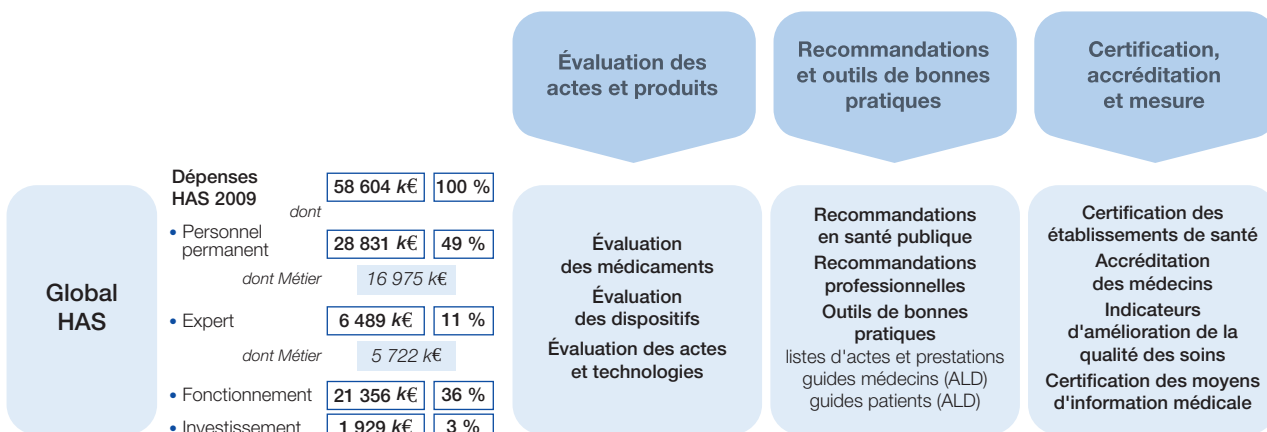 Évaluation des
actes et produits
Recommandations
et outils de bonnes
pratiques
Certification,
accréditation
et mesure
Global
HAS
Dépenses
HAS 2009
58 604 k€ 100 %
dont
• Personnel
permanent
28 831 k€ 49 %
dont Métier 16 975 k€
• Expert 6 489 k€ 11 %
dont Métier 5 722 k€
• Fonctionnement 21 356 k€ 36 %
• Investissement 1 929 k€ 3 %
Évaluation
des médicaments
Évaluation
des dispositifs
Évaluation des actes
et technologies
Recommandations
en santé publique
Recommandations
professionnelles
Outils de bonnes
pratiques
listes d'actes et prestations
guides médecins (ALD)
guides patients (ALD)
Certification des
établissements de santé
Accréditation
des médecins
Indicateurs
d'amélioration de la
qualité des soins
Certification des moyens
d'information médicale